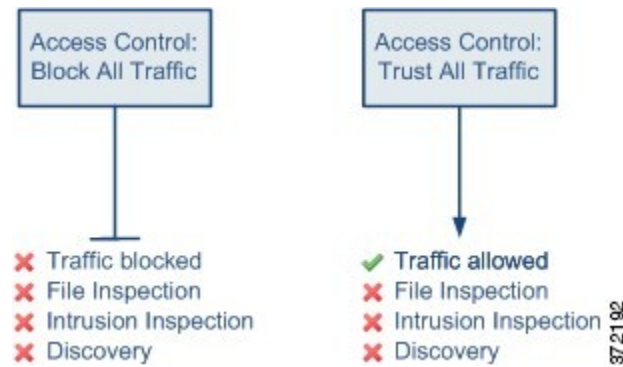 Access Control:
Block All Traffic
Traffic blocked
File Inspection
Intrusion Inspection
Discovery
Access Control:
Trust All Traffic
Traffic allowed
File Inspection
Intrusion Inspection
Discovery
372192